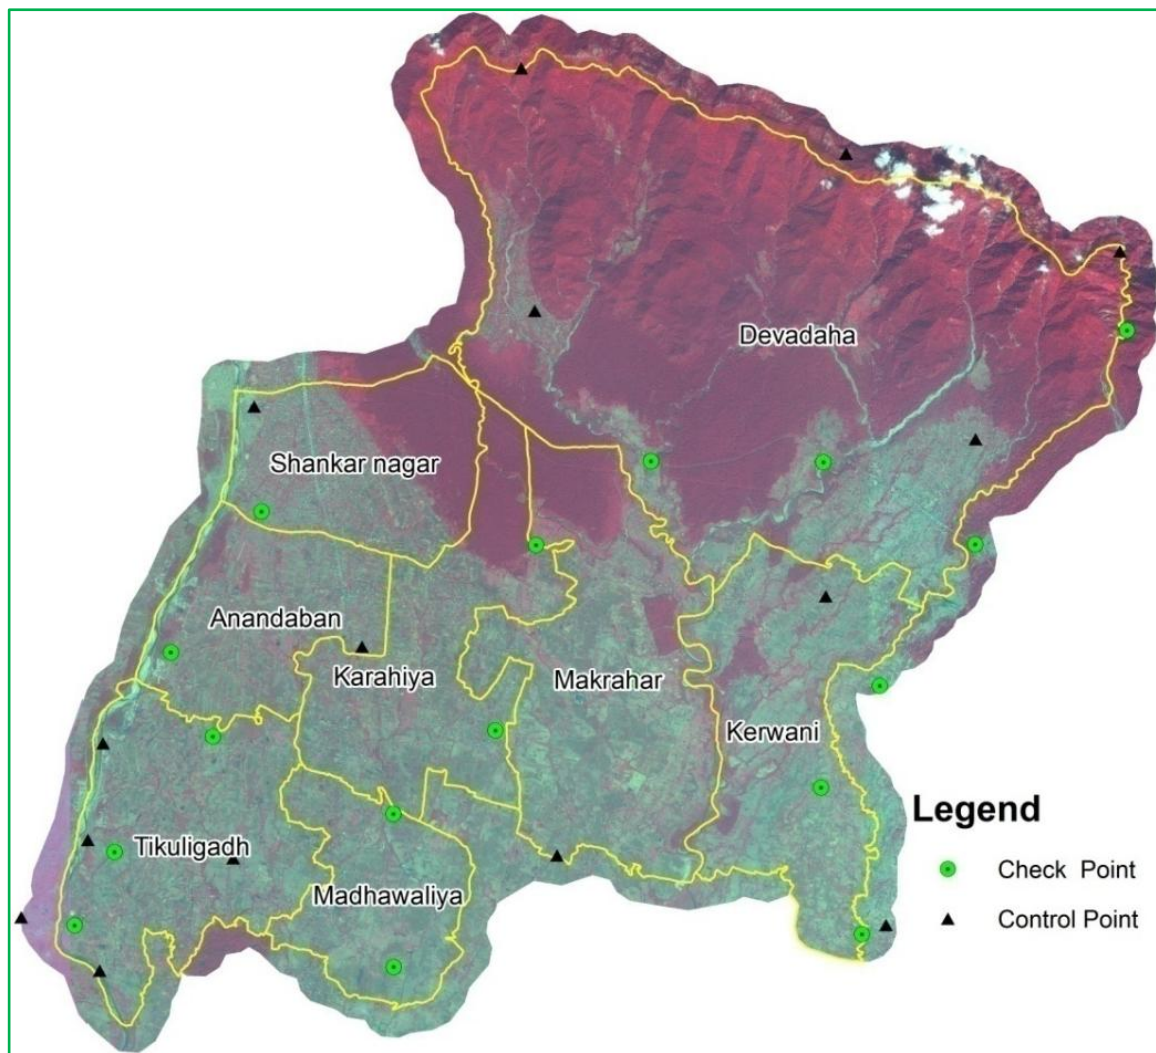 Devadaha
Shankar nagar
Anandaban
Karahiya
Makrahar
Kerwani
Tikuligadh
Madhawaliya
Legend
Check Point
Control Point